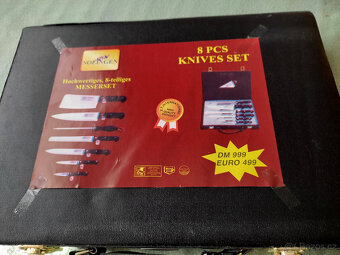 SOLINGEN
Hochwertiges, 8-teiliges
MESSERSET
8 PCS
KNIVES SET
DM 999
EURO 499